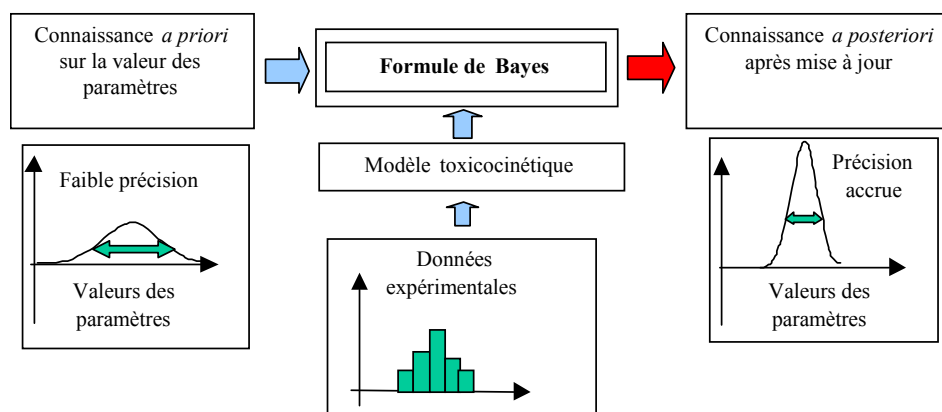 Connaissance a priori
sur la valeur des
paramètres
Formule de Bayes
Connaissance a posteriori
après mise à jour
Modèle toxicocinétique
Faible précision
Valeurs des
paramètres
Données
expérimentales
Précision
accrue
Valeurs des
paramètres